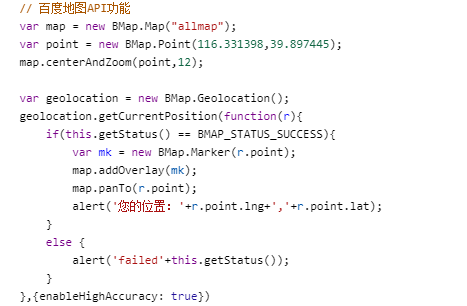 // 百度地图API功能
var map = new BMap.Map("allmap");
var point = new BMap.Point(116.331398,39.897445);
map.centerAndZoom(point,12);

var geolocation = new BMap.Geolocation();
geolocation.getCurrentPosition(function(r){
    if(this.getStatus() == BMAP_STATUS_SUCCESS){
        var mk = new BMap.Marker(r.point);
        map.addOverlay(mk);
        map.panTo(r.point);
        alert('您的位置：'+r.point.lng+','+r.point.lat);
    }
    else {
        alert('failed'+this.getStatus());
    }
},{enableHighAccuracy: true})